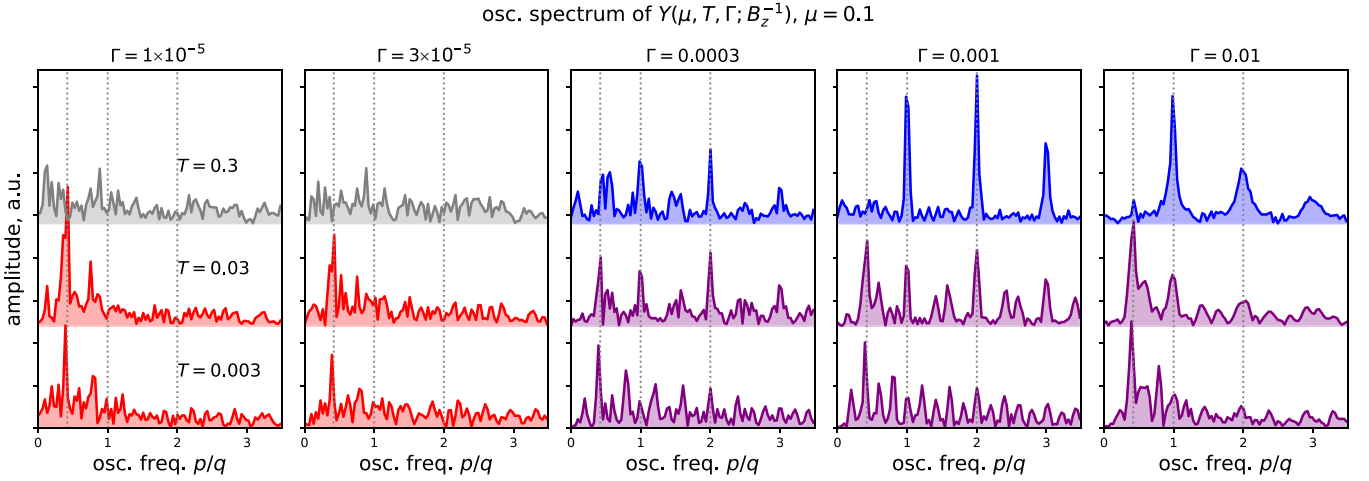 osc. spectrum of Y(μ, T, Γ; B_z^{-1}), μ = 0.1
Γ = 1×10^{-5}
Γ = 3×10^{-5}
Γ = 0.0003
Γ = 0.001
Γ = 0.01
amplitude, a.u.
T = 0.3
T = 0.03
T = 0.003
0 1 2 3
0 1 2 3
0 1 2 3
0 1 2 3
0 1 2 3
osc. freq. p/q
osc. freq. p/q
osc. freq. p/q
osc. freq. p/q
osc. freq. p/q